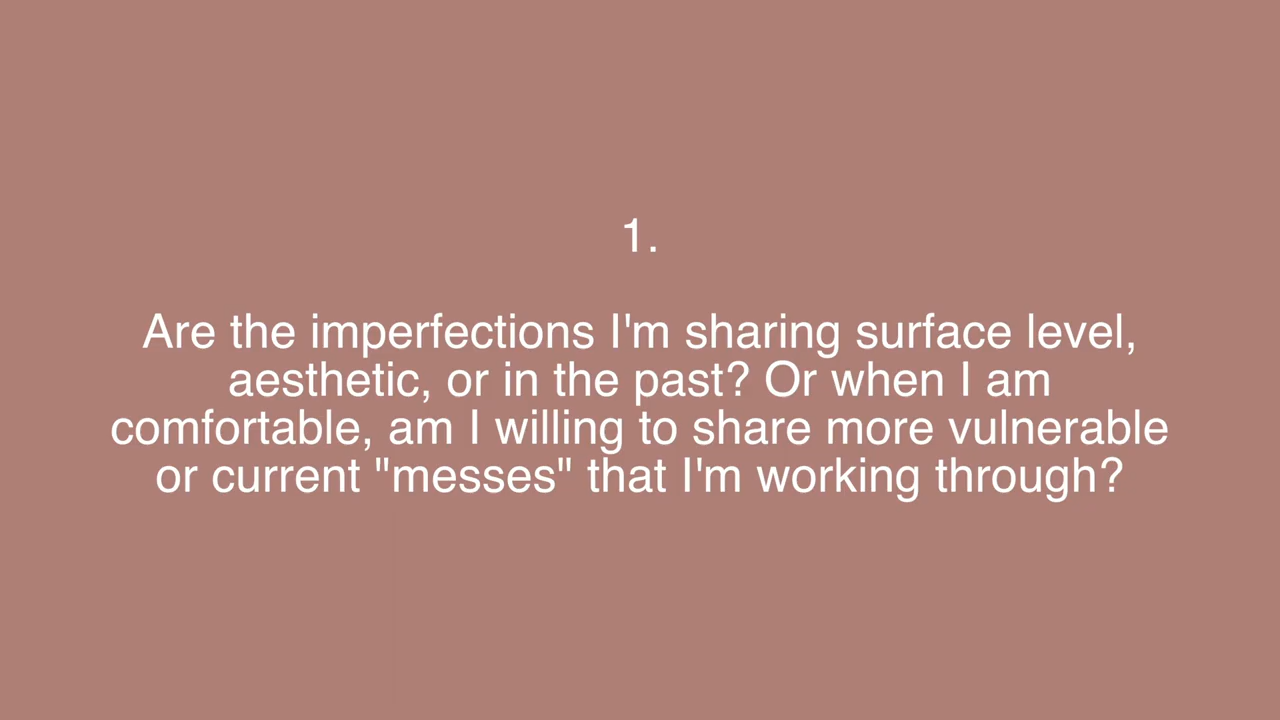 1.
Are the imperfections I'm sharing surface level,
aesthetic, or in the past? Or when I am
comfortable, am I willing to share more vulnerable
or current "messes" that I'm working through?